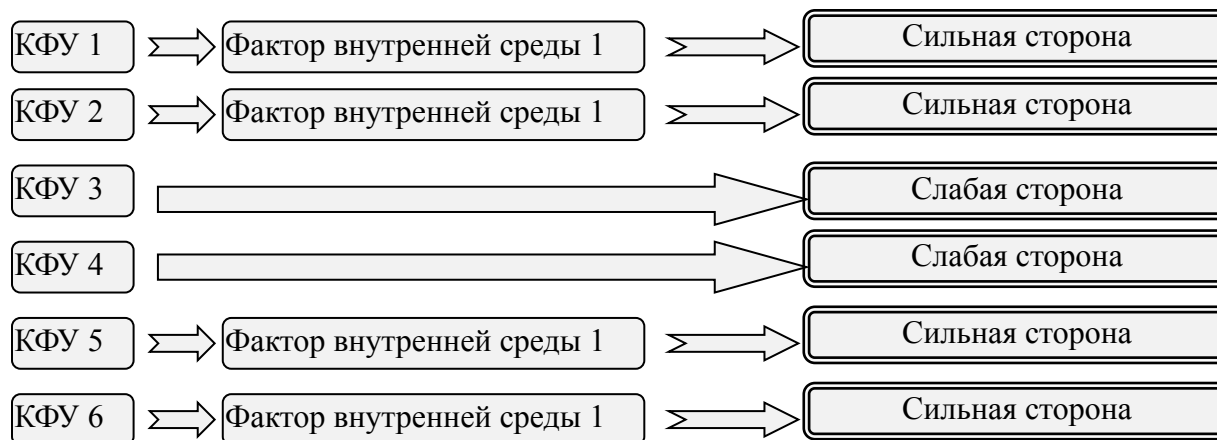 КФУ 1 Фактор внутренней среды 1 Сильная сторона
КФУ 2 Фактор внутренней среды 1 Сильная сторона
КФУ 3 Слабая сторона
КФУ 4 Слабая сторона
КФУ 5 Фактор внутренней среды 1 Сильная сторона
КФУ 6 Фактор внутренней среды 1 Сильная сторона